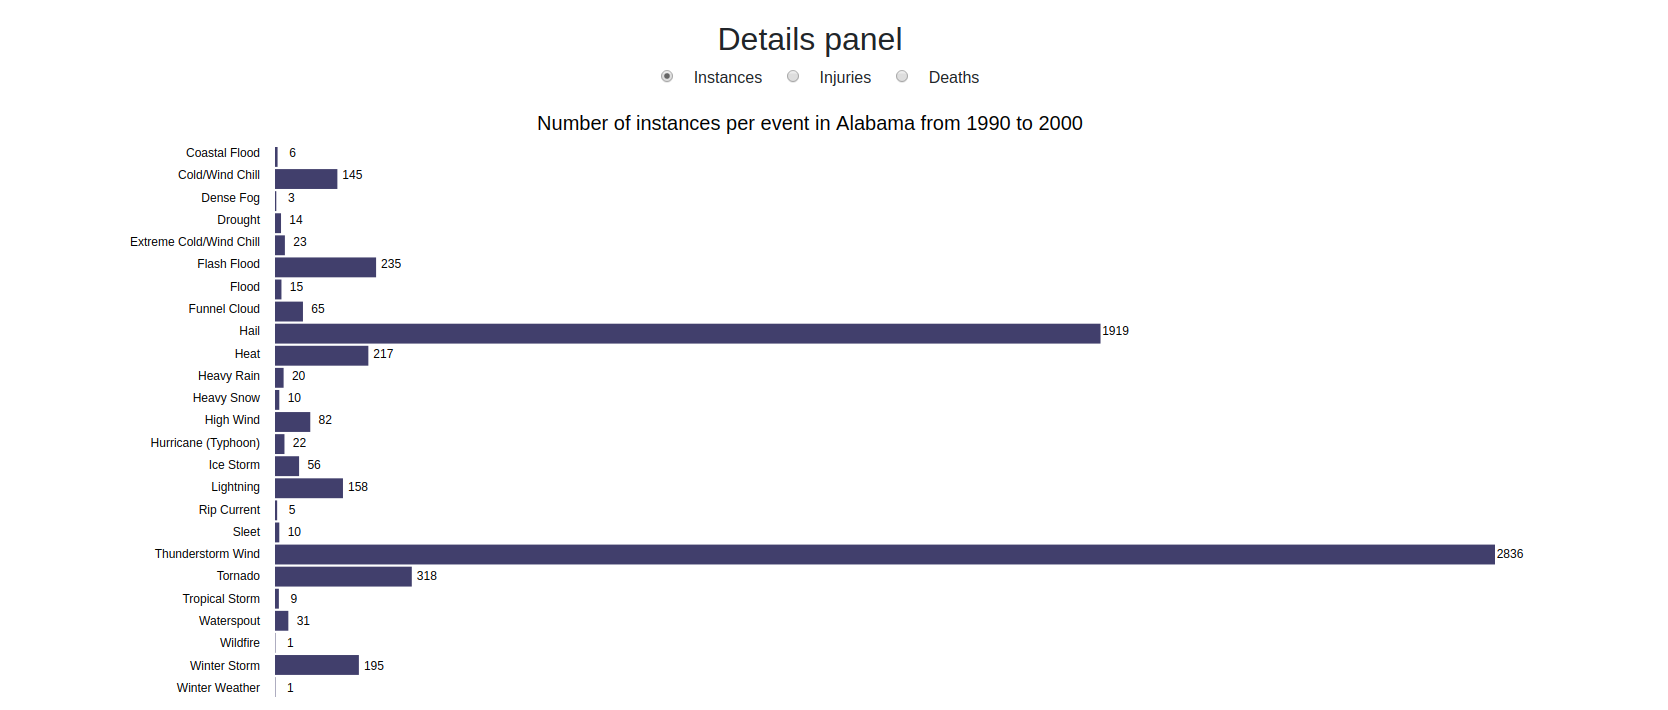 Details panel
Instances Injuries Deaths
Number of instances per event in Alabama from 1990 to 2000
Coastal Flood 6
Cold/Wind Chill 145
Dense Fog 3
Drought 14
Extreme Cold/Wind Chill 23
Flash Flood 235
Flood 15
Funnel Cloud 65
Hail 1919
Heat 217
Heavy Rain 20
Heavy Snow 10
High Wind 82
Hurricane (Typhoon) 22
Ice Storm 56
Lightning 158
Rip Current 5
Sleet 10
Thunderstorm Wind 2836
Tornado 318
Tropical Storm 9
Waterspout 31
Wildfire 1
Winter Storm 195
Winter Weather 1